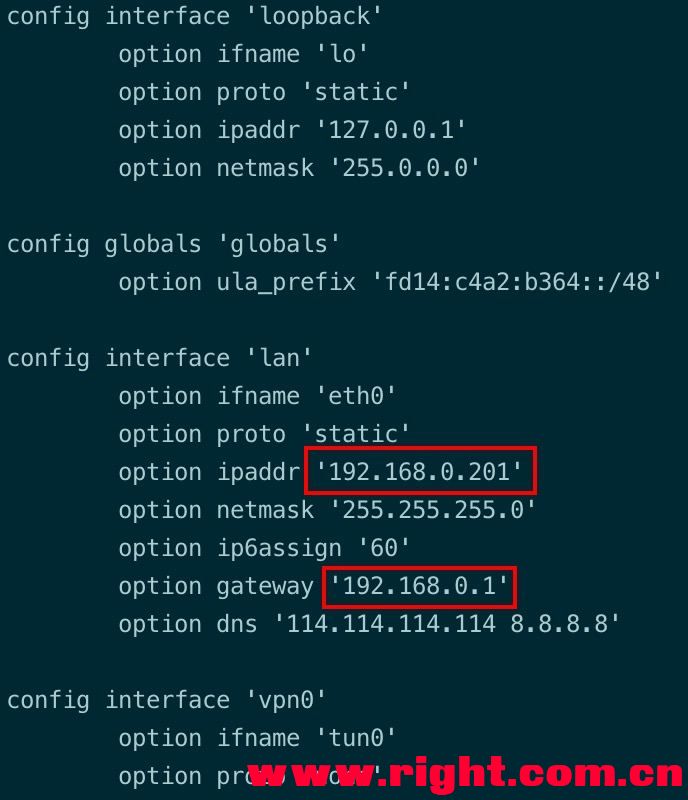 config interface 'loopback'
option ifname 'lo'
option proto 'static'
option ipaddr '127.0.0.1'
option netmask '255.0.0.0'
config globals 'globals'
option ula_prefix 'fd14:c4a2:b364::/48'
config interface 'lan'
option ifname 'eth0'
option proto 'static'
option ipaddr '192.168.0.201'
option netmask '255.255.255.0'
option ip6assign '60'
option gateway '192.168.0.1'
option dns '114.114.114.114 8.8.8.8'
config interface 'vpn0'
option ifname 'tun0'
option
www.right.com.cn